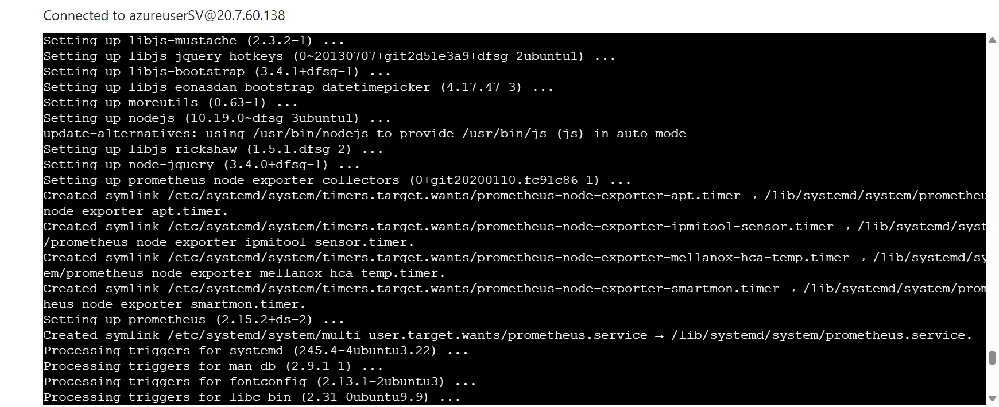 Connected to azureuserSV@20.7.60.138
Setting up libjs-mustache (2.3.2-1) ...
Setting up libjs-jquery-hotkeys (0~20130707+git2d51e3a9+dfsg-2ubuntu1) ...
Setting up libjs-bootstrap (3.4.1+dfsg-1) ...
Setting up libjs-eonasdan-bootstrap-datetimepicker (4.17.47-3) ...
Setting up moreutils (0.63-1) ...
Setting up nodejs (10.19.0~dfsg-3ubuntu1) ...
update-alternatives: using /usr/bin/nodejs to provide /usr/bin/js (js) in auto mode
Setting up libjs-rickshaw (1.5.1.dfsg-2) ...
Setting up node-jquery (3.4.0+dfsg-1) ...
Setting up prometheus-node-exporter-collectors (0+git20200110.fc91c86-1) ...
Created symlink /etc/systemd/system/timers.target.wants/prometheus-node-exporter-apt.timer → /lib/systemd/system/prometheu
node-exporter-apt.timer.
Created symlink /etc/systemd/system/timers.target.wants/prometheus-node-exporter-ipmitool-sensor.timer → /lib/systemd/syst
/prometheus-node-exporter-ipmitool-sensor.timer.
Created symlink /etc/systemd/system/timers.target.wants/prometheus-node-exporter-mellanox-hca-temp.timer → /lib/systemd/sy
em/prometheus-node-exporter-mellanox-hca-temp.timer.
Created symlink /etc/systemd/system/timers.target.wants/prometheus-node-exporter-smartmon.timer → /lib/systemd/system/prom
heus-node-exporter-smartmon.timer.
Setting up prometheus (2.15.2+ds-2) ...
Created symlink /etc/systemd/system/multi-user.target.wants/prometheus.service → /lib/systemd/system/prometheus.service.
Processing triggers for systemd (245.4-4ubuntu3.22) ...
Processing triggers for man-db (2.9.1-1) ...
Processing triggers for fontconfig (2.13.1-2ubuntu3) ...
Processing triggers for libc-bin (2.31-0ubuntu9.9) ...